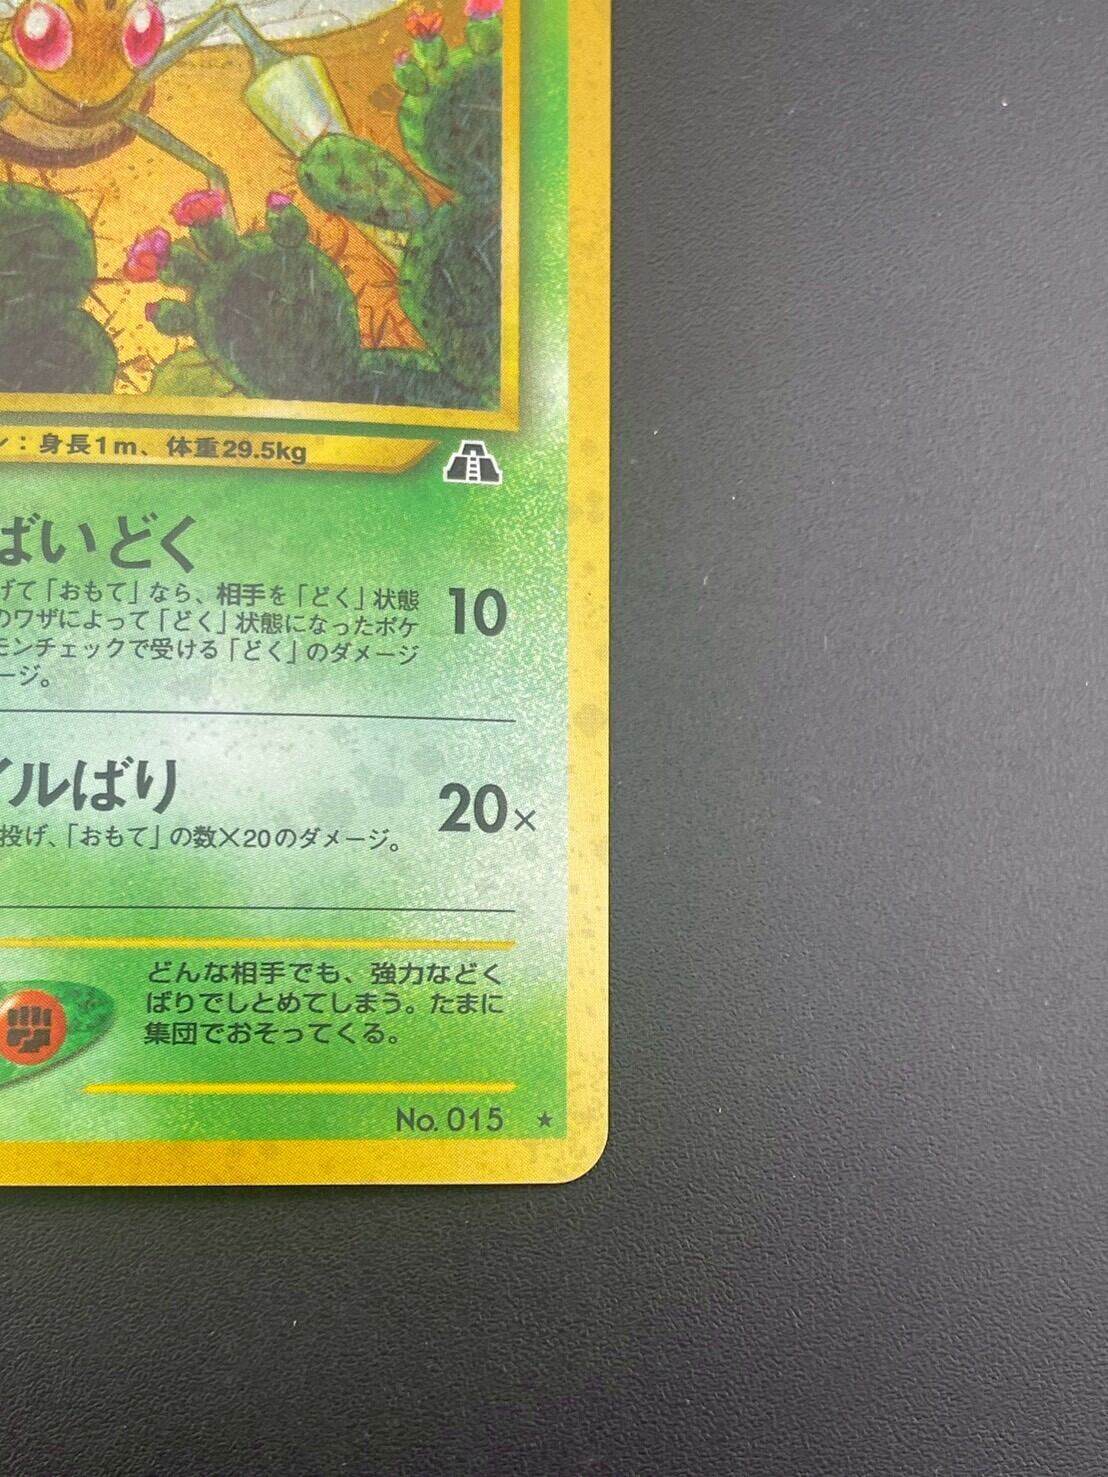 ン：身長1m、体重29.5kg
ばいどく
げて「おもて」なら、相手を「どく」状態
のワザによって「どく」状態になったポケ
モンチェックで受ける「どく」のダメージ
ージ。
10
イルばり
投げ、「おもて」の数×20のダメージ。
20×
どんな相手でも、強力などく
ばりでしとめてしまう。たまに
集団でおそってくる。
No. 015 ★